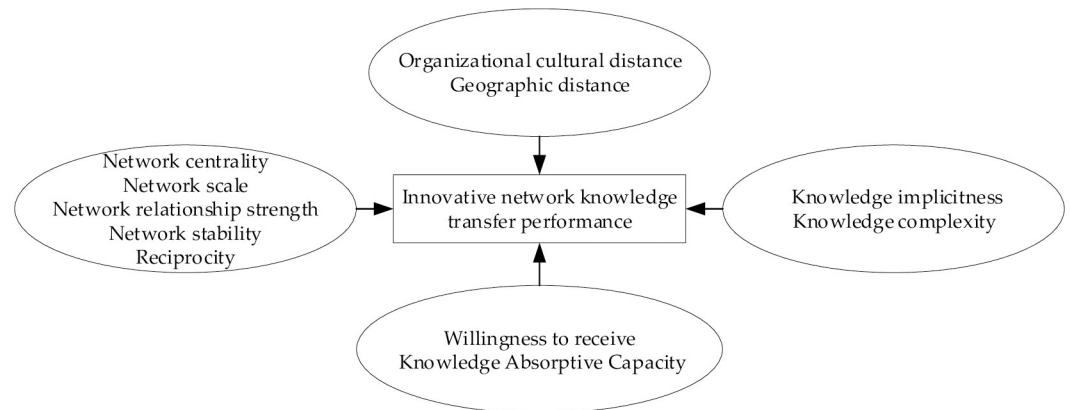 Organizational cultural distance
Geographic distance
Network centrality
Network scale
Network relationship strength
Network stability
Reciprocity
Innovative network knowledge
transfer performance
Knowledge implicitness
Knowledge complexity
Willingness to receive
Knowledge Absorptive Capacity